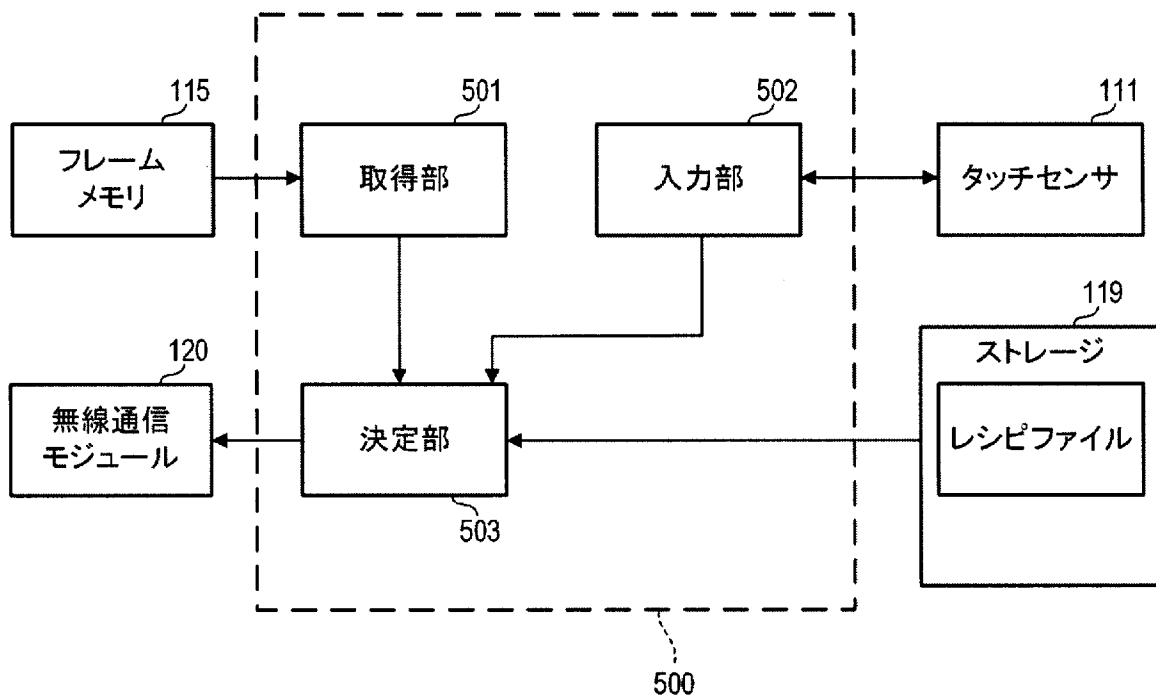 115
フレーム
メモリ
501
取得部
502
入力部
111
タッチセンサ
120
無線通信
モジュール
決定部
503
119
ストレージ
レシピファイル
500